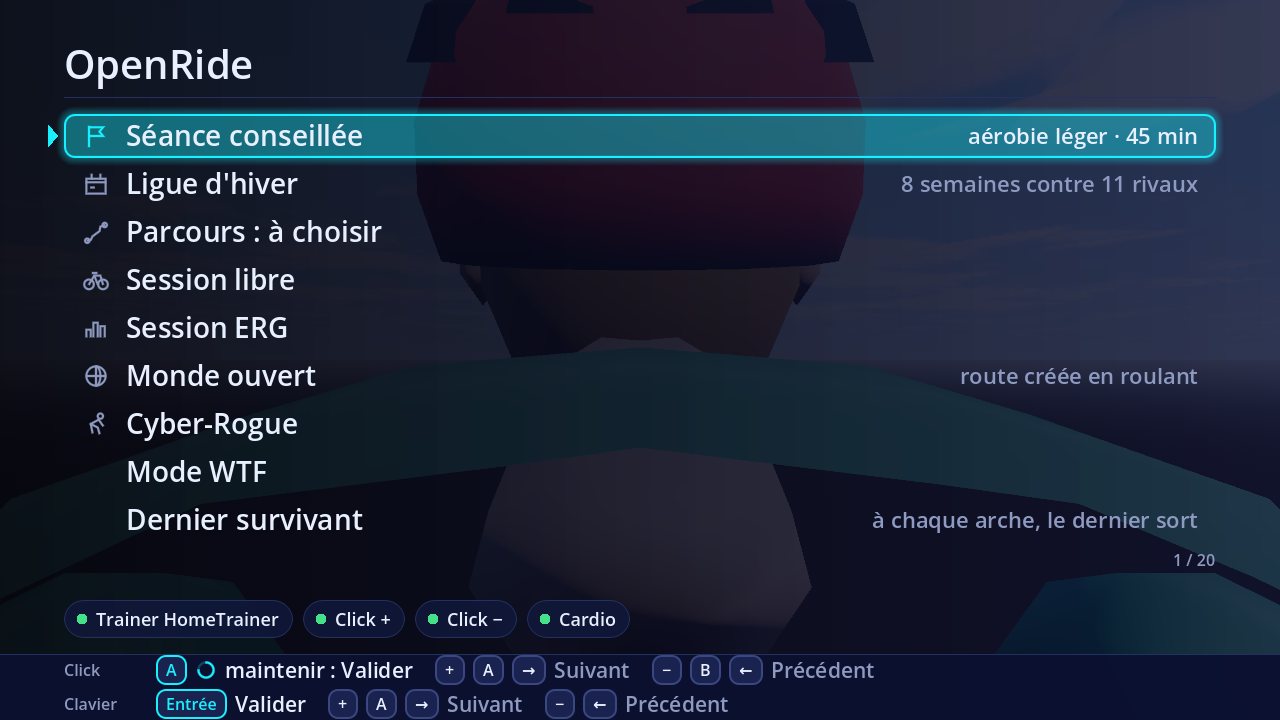 OpenRide
Séance conseillée aérobie léger · 45 min
Ligue d'hiver 8 semaines contre 11 rivaux
Parcours : à choisir
Session libre
Session ERG
Monde ouvert route créée en roulant
Cyber-Rogue
Mode WTF
Dernier survivant à chaque arche, le dernier sort
1 / 20
Trainer HomeTrainer Click + Click − Cardio
Click A maintenir : Valider + A → Suivant − B ← Précédent
Clavier Entrée Valider + A → Suivant − ← Précédent